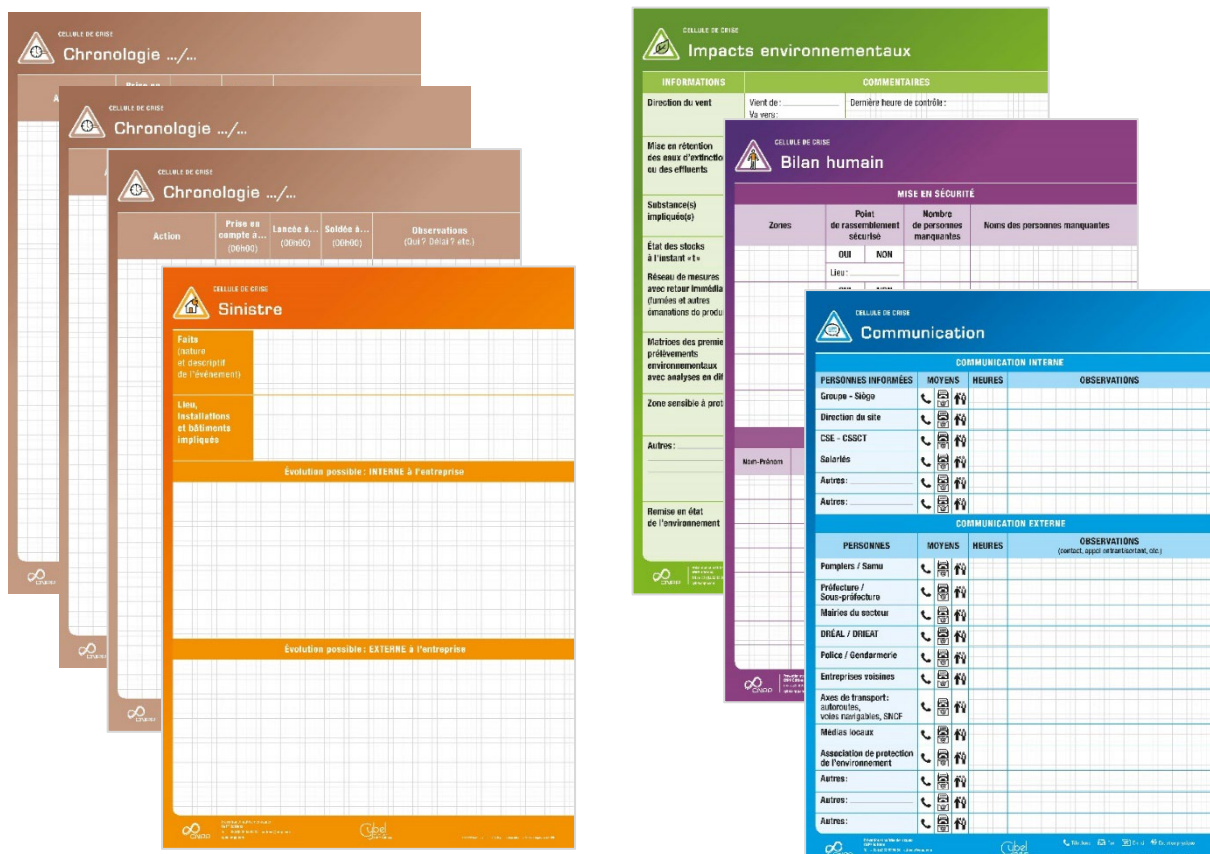 CELLULE DE CRISE
Chronologie .../...
CELLULE DE CRISE
Chronologie .../...
CELLULE DE CRISE
Chronologie .../...
Action
Prise en
compte à...
(00h00)
Lancée à...
(00h00)
Soldée à...
(00h00)
Observations
(Qui ? Délai ? etc.)
CELLULE DE CRISE
Sinistre
Faits
(nature
et descriptif
de l'événement)
Lieu,
installations
et bâtiments
impliqués
Évolution possible : INTERNE à l'entreprise
Évolution possible : EXTERNE à l'entreprise
cnpp
Cybel
CELLULE DE CRISE
Impacts environnementaux
INFORMATIONS
COMMENTAIRES
Direction du vent
Vient de :
Va vers :
Dernière heure de contrôle :
Mise en rétention
des eaux d'extinctio
ou des effluents
Substance(s)
impliquée(s)
État des stocks
à l'instant «t»
Réseau de mesures
avec retour immédia
(fumées et autres
émanations de produ
Matrices des premie
prélèvements
environnementaux
avec analyses en dif
Zone sensible à prot
Autres :
Remise en état
de l'environnement
CELLULE DE CRISE
Bilan humain
MISE EN SÉCURITÉ
Zones
Point
de rassemblement
sécurisé
Nombre
de personnes
manquantes
Noms des personnes manquantes
OUI NON
Lieu :
OUI NON
Nom-Prénom
CELLULE DE CRISE
Communication
COMMUNICATION INTERNE
PERSONNES INFORMÉES MOYENS HEURES OBSERVATIONS
Groupe - Siège
Direction du site
CSE - CSSCT
Salariés
Autres :
Autres :
COMMUNICATION EXTERNE
PERSONNES MOYENS HEURES OBSERVATIONS
(contact, appel entrant/sortant, etc.)
Pompiers / Samu
Préfecture /
Sous-préfecture
Mairies du secteur
DRÉAL / DRIEAT
Police / Gendarmerie
Entreprises voisines
Axes de transport :
autoroutes,
voies navigables, SNCF
Médias locaux
Association de protection
de l'environnement
Autres :
Autres :
Autres :
cnpp
Cybel